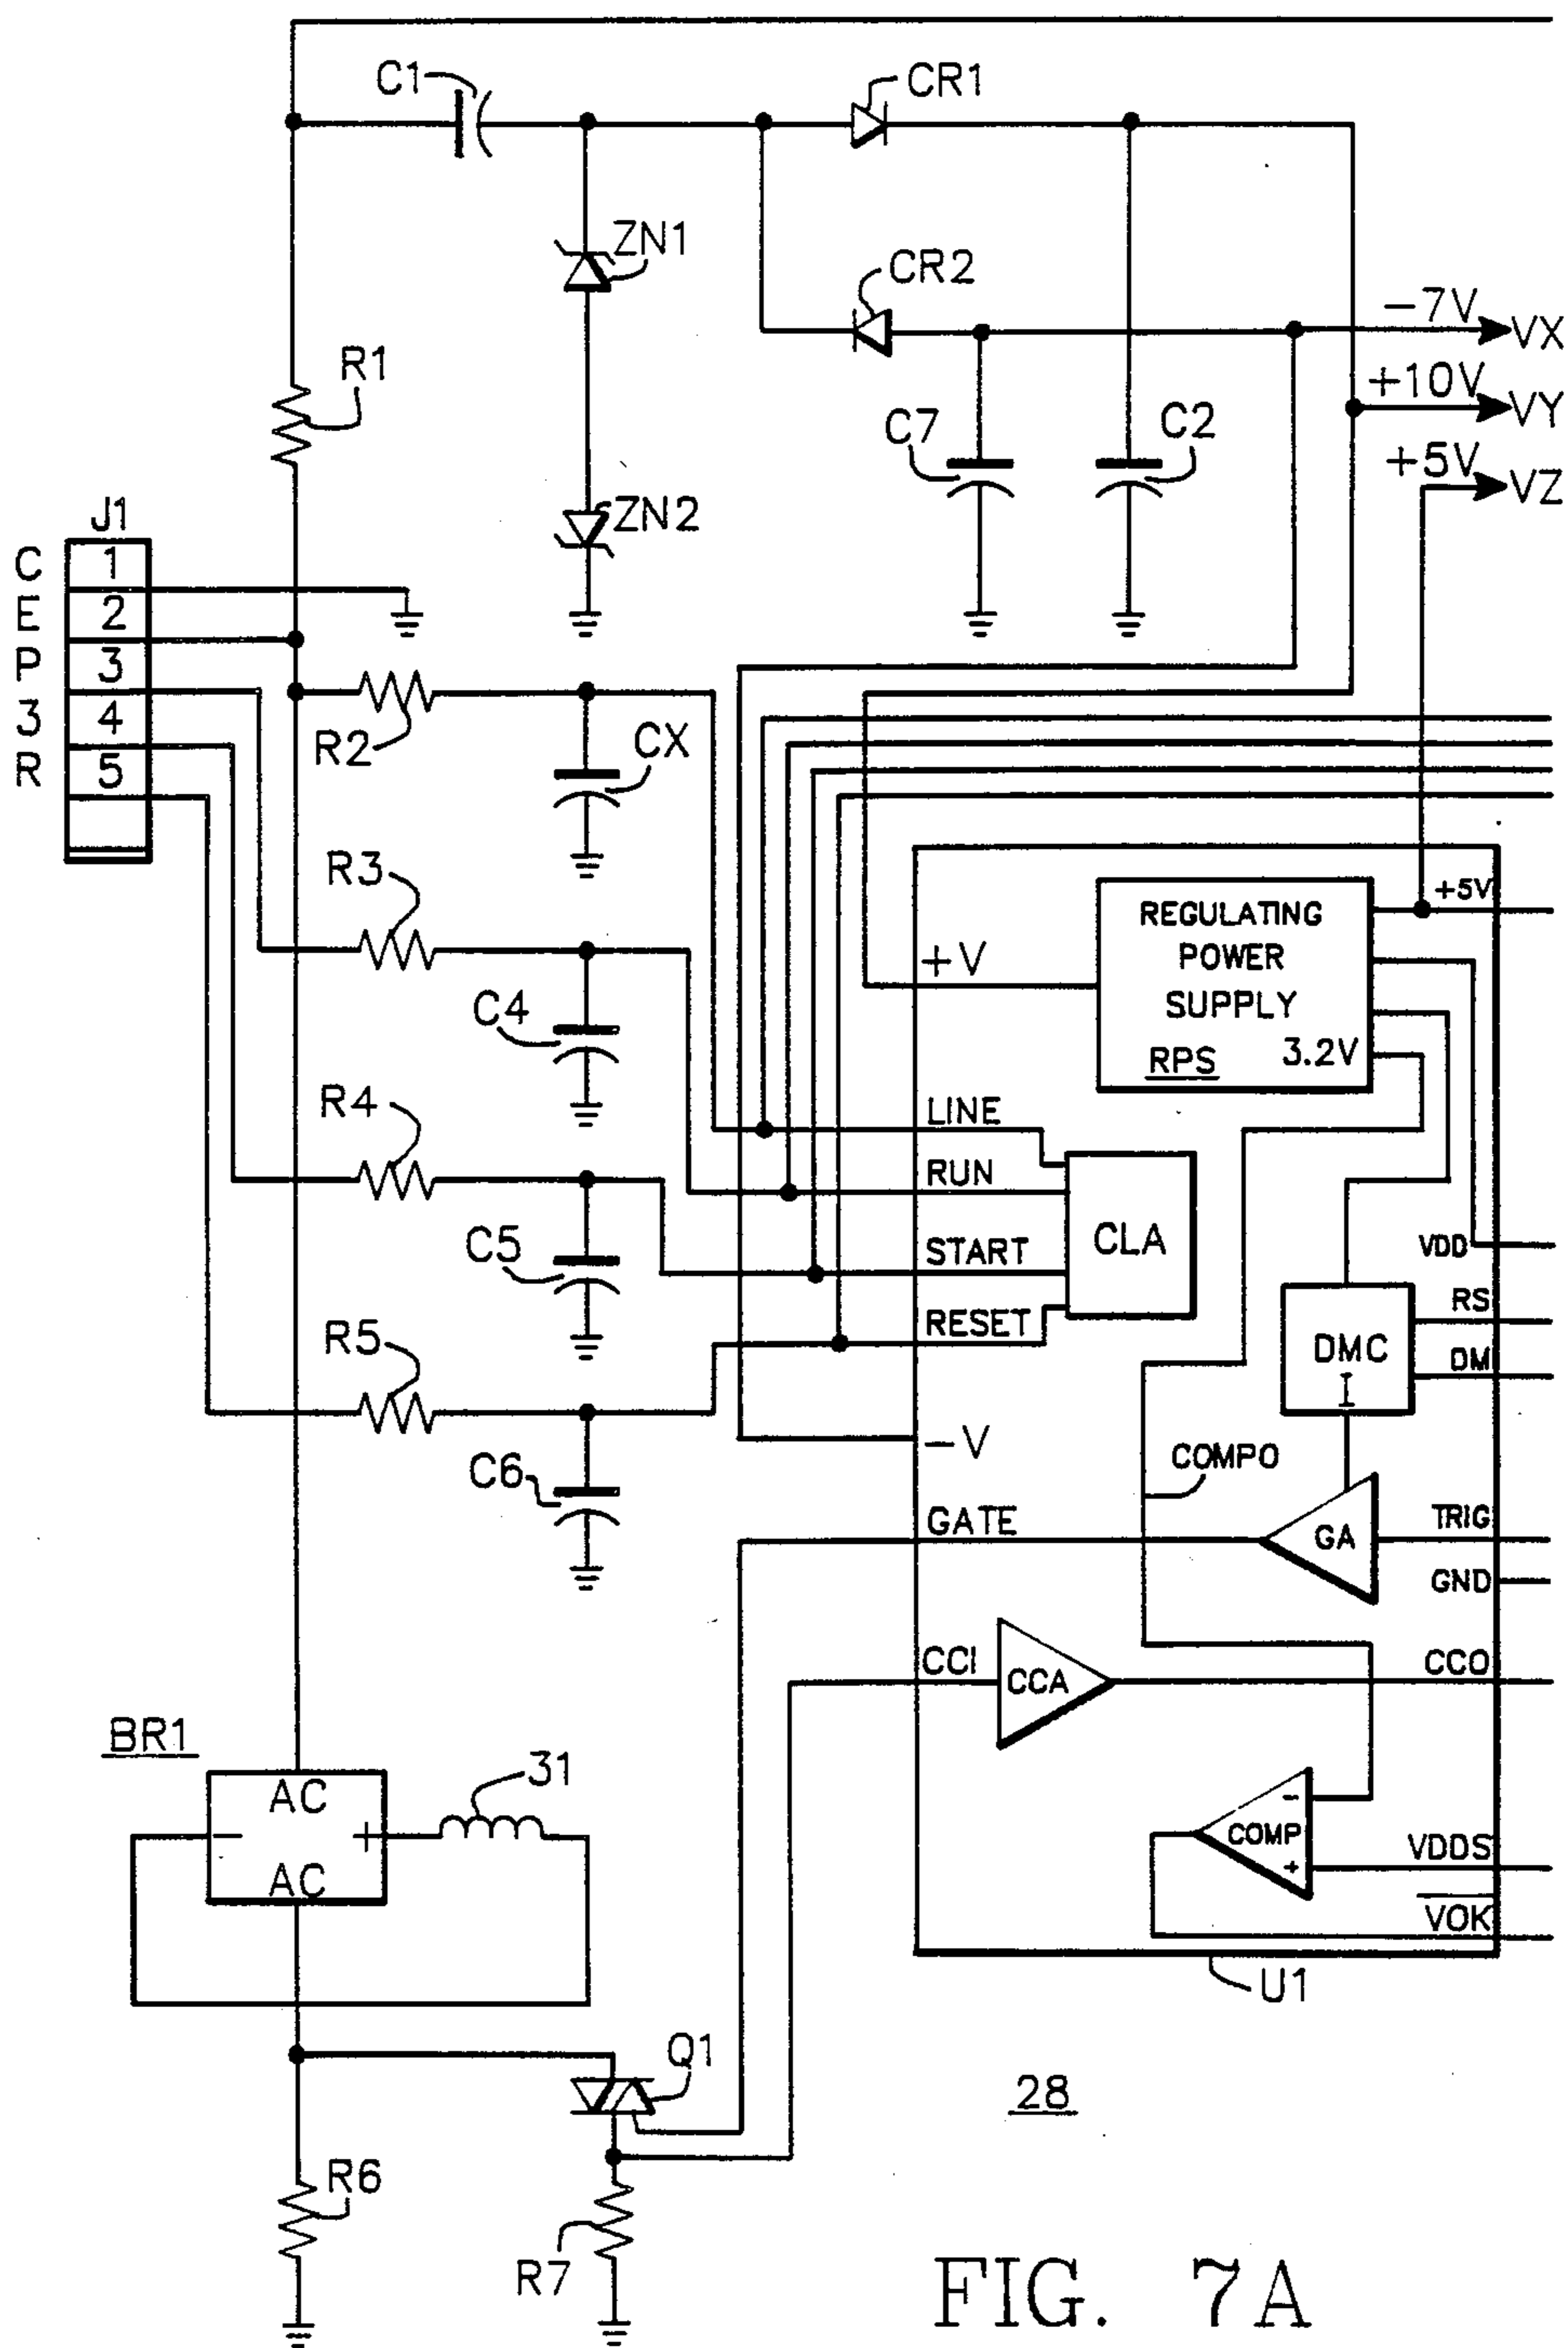 C1
CR1
ZN1
CR2
-7V
VX
R1
+10V
VY
C7
C2
+5V
VZ
J1
ZN2
C 1
E 2
P 3
3 4
R 5
R2
CX
R3
+5V
REGULATING
POWER
SUPPLY
RPS
3.2V
+V
C4
R4
LINE
RUN
CLA
START
VDD
C5
RESET
RS
R5
DMC
I
DM
-V
C6
COMPO
GATE
GA
TRIG
GND
CCI
CCA
CCO
BR1
31
AC
- +
AC
-
COMP
+
VDDS
VOK
U1
Q1
28
R6
R7
FIG. 7A